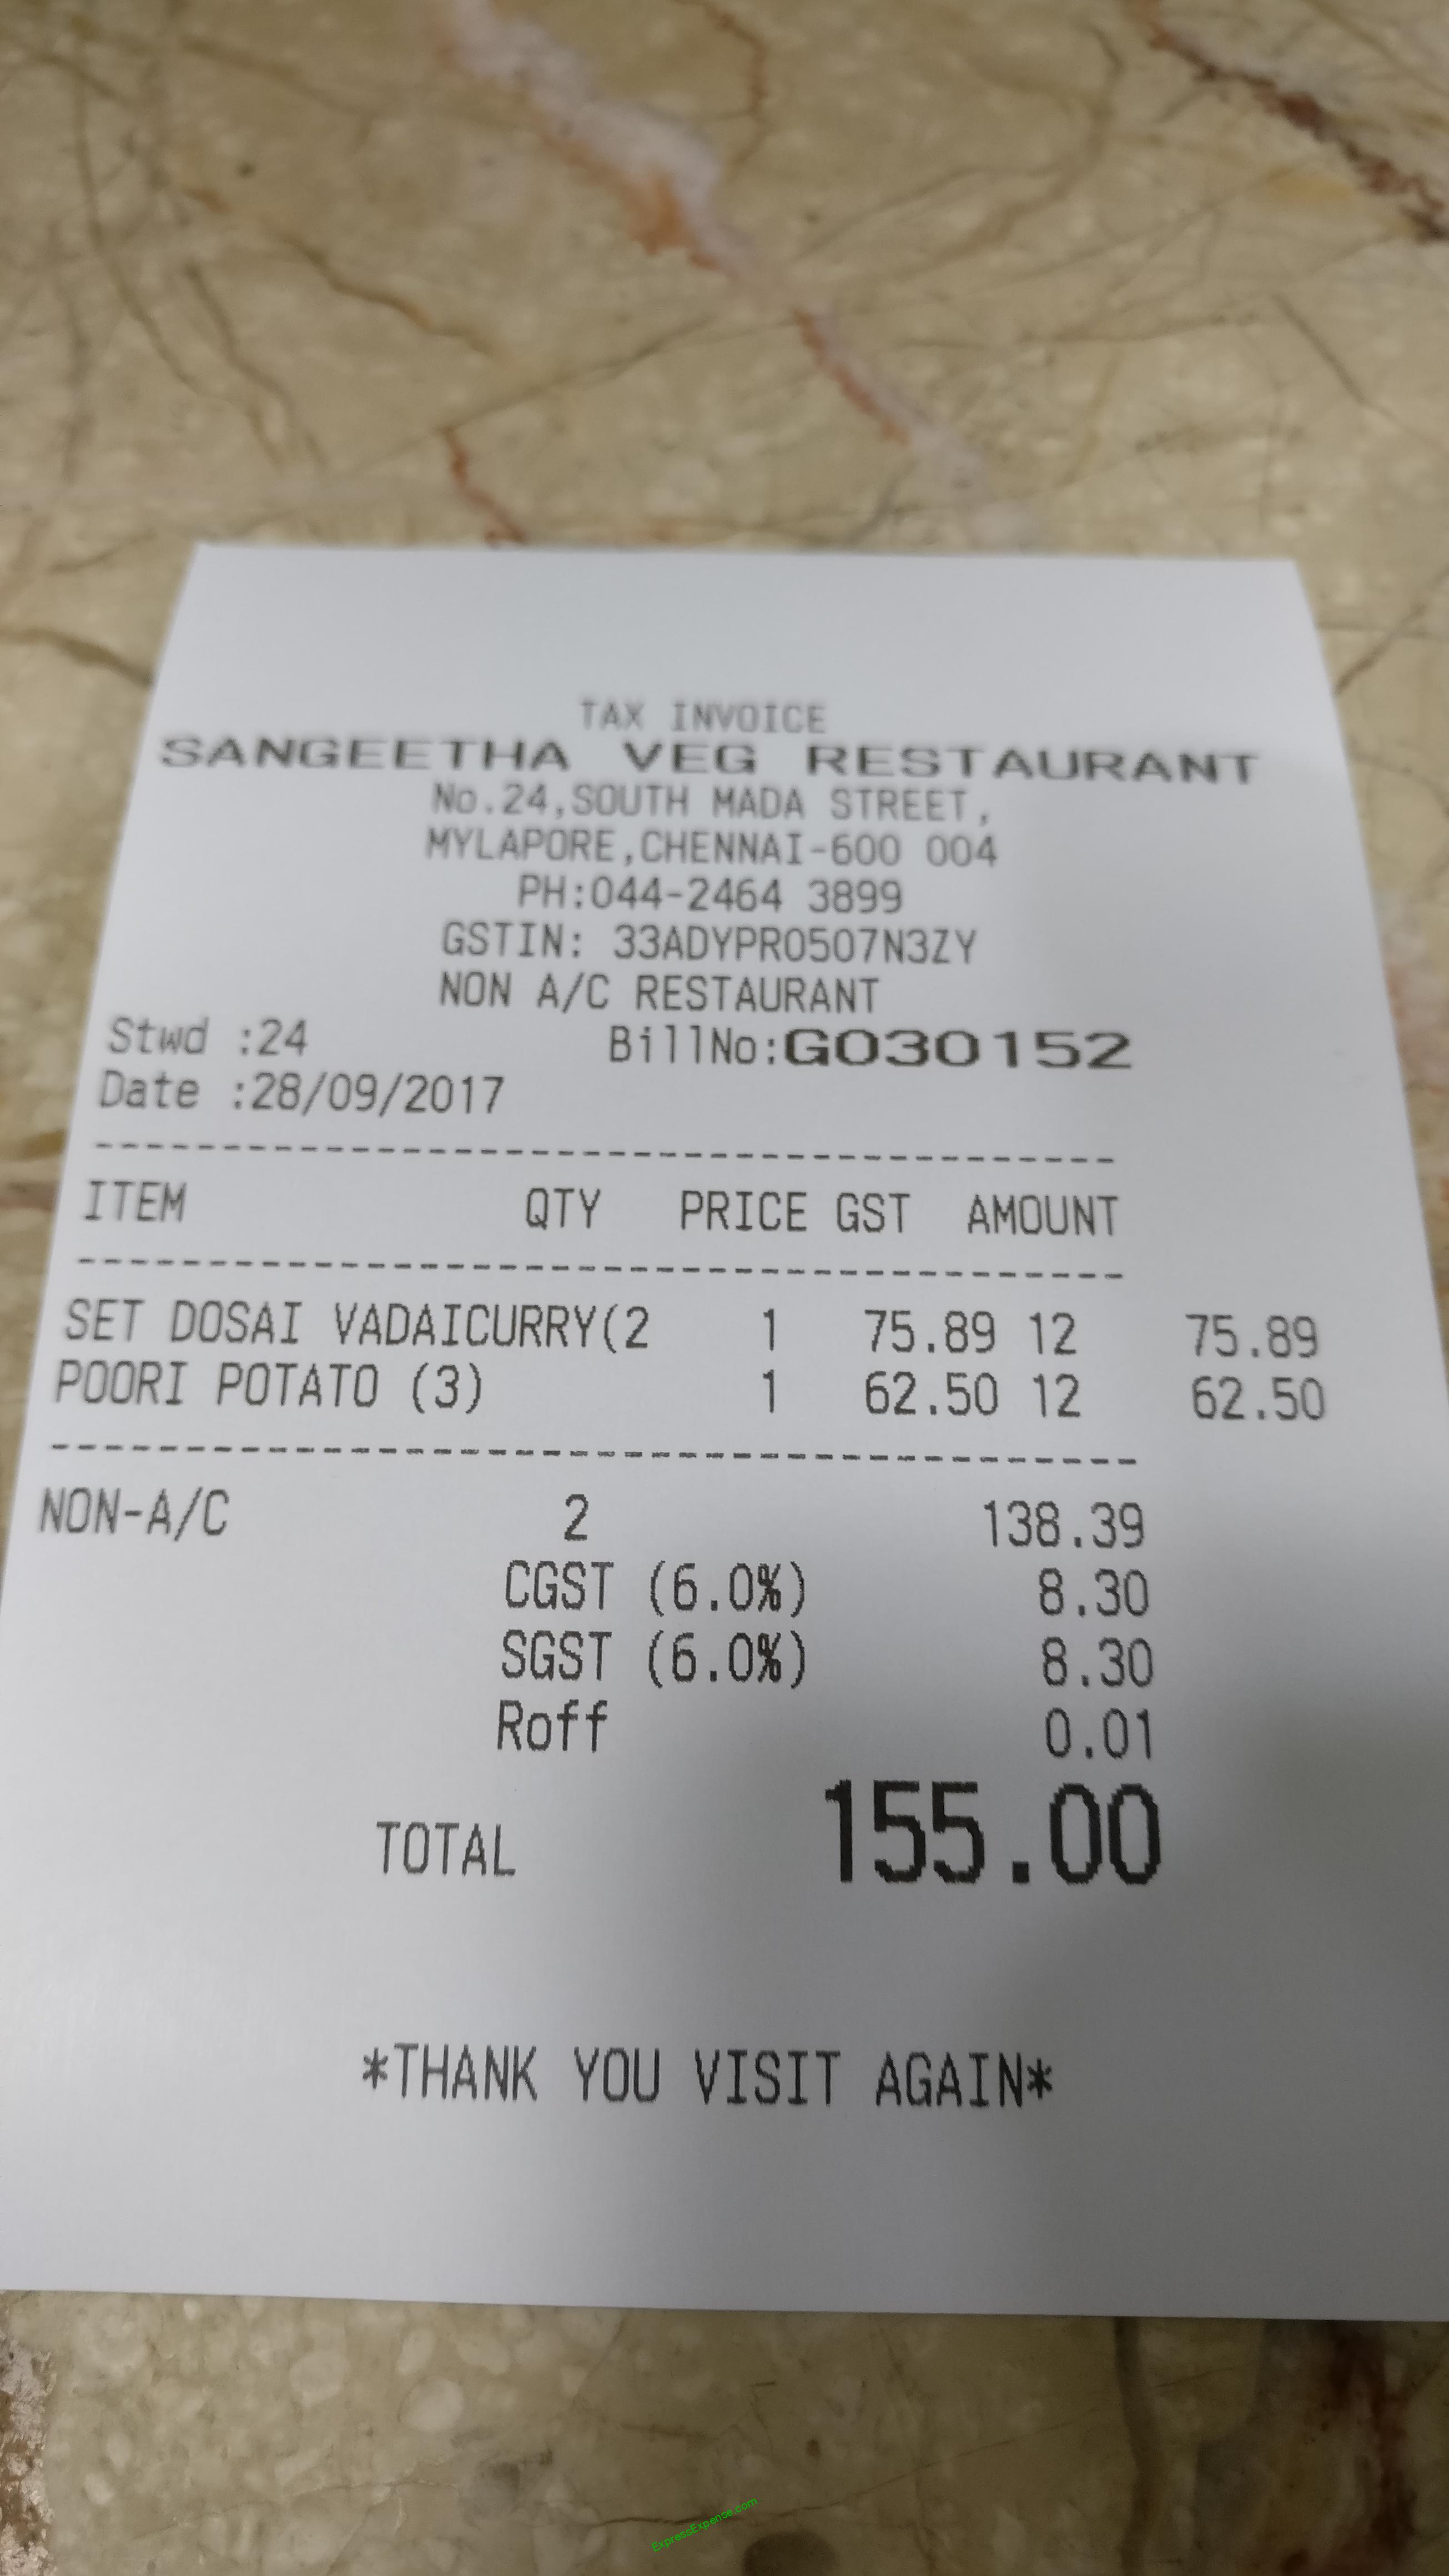 TAX INVOICE
SANGEETHA VEG RESTAURANT
No.24,SOUTH MADA STREET,
MYLAPORE,CHENNAI-600 004
PH:044-2464 3899
GSTIN: 33ADYPR0507N3ZY
NON A/C RESTAURANT
Stwd :24 BillNo:G030152
Date :28/09/2017
----------------------------------------
ITEM QTY PRICE GST AMOUNT
----------------------------------------
SET DOSAI VADAICURRY(2 1 75.89 12 75.89
POORI POTATO (3) 1 62.50 12 62.50
----------------------------------------
NON-A/C 2 138.39
CGST (6.0%) 8.30
SGST (6.0%) 8.30
Roff 0.01
TOTAL 155.00
*THANK YOU VISIT AGAIN*
ExpressExpense.com